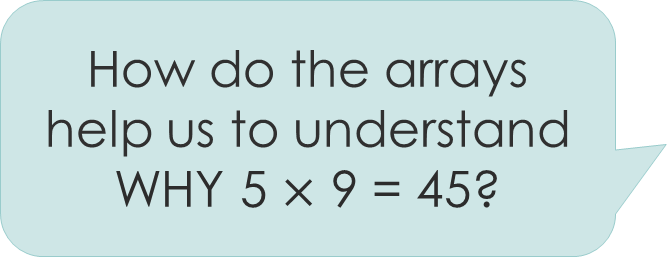 How do the arrays
help us to understand
WHY 5 × 9 = 45?